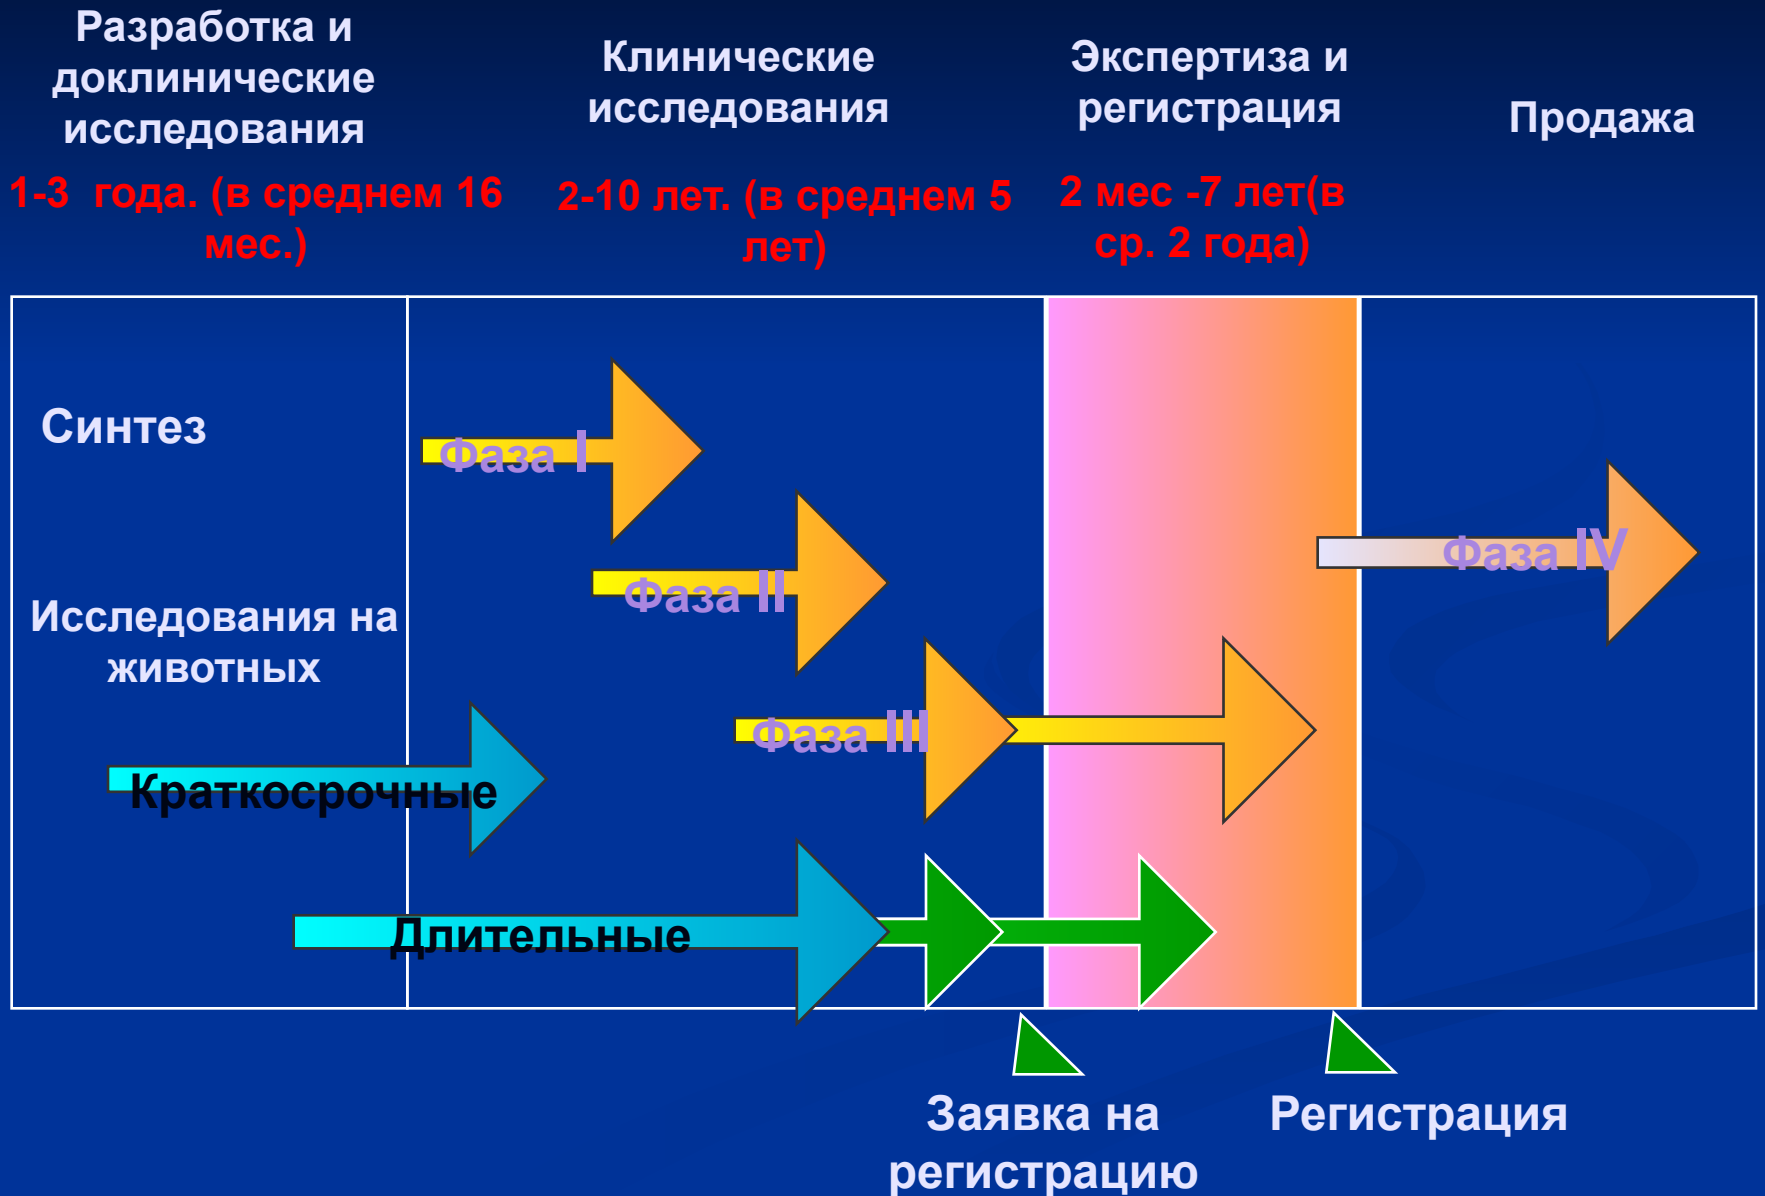 Разработка и
доклинические
исследования
1-3 года. (в среднем 16
мес.)
Клинические
исследования
2-10 лет. (в среднем 5
лет)
Экспертиза и
регистрация
2 мес -7 лет(в
ср. 2 года)
Продажа
Синтез
Фаза I
Фаза II
Фаза IV
Исследования на
животных
Фаза III
Краткосрочные
Длительные
Заявка на
регистрацию
Регистрация